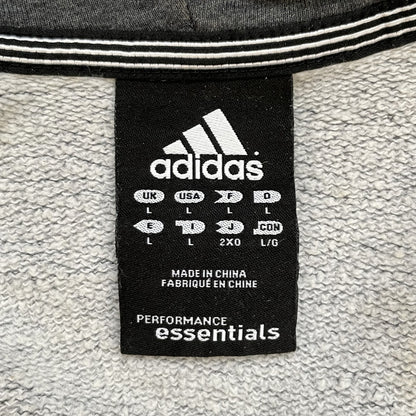 adidas
UK USA F D
L L L L
E I J CDN
L L 2XO L/G
MADE IN CHINA
FABRIQUÉ EN CHINE
PERFORMANCE
essentials